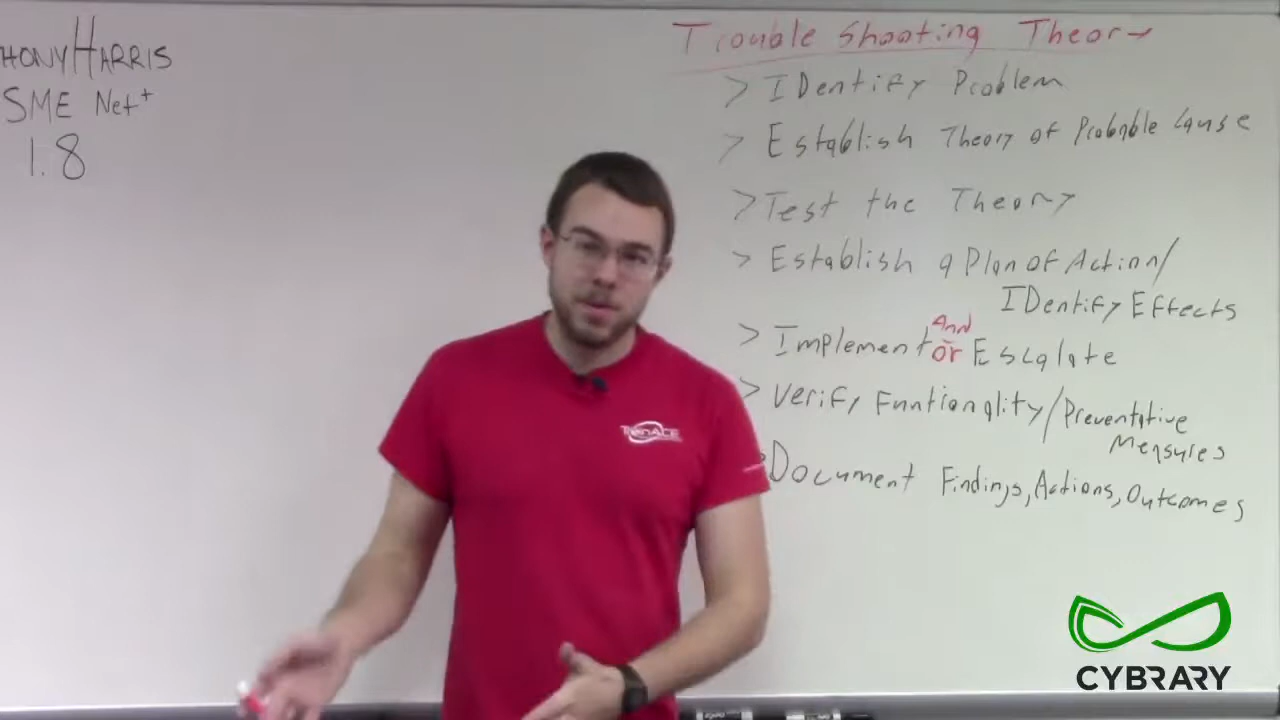 HONY HARRIS
SME Net+
1.8
Trouble Shooting Theory
> IDentify Problem
> Establish Theory of Probable Cause
> Test the Theory
> Establish a Plan of Action/
IDentify Effects
> Implement And or Escalate
> Verify Funtionality/Preventative
Measures
Document Findings, Actions, Outcomes
TrainACE
CYBRARY